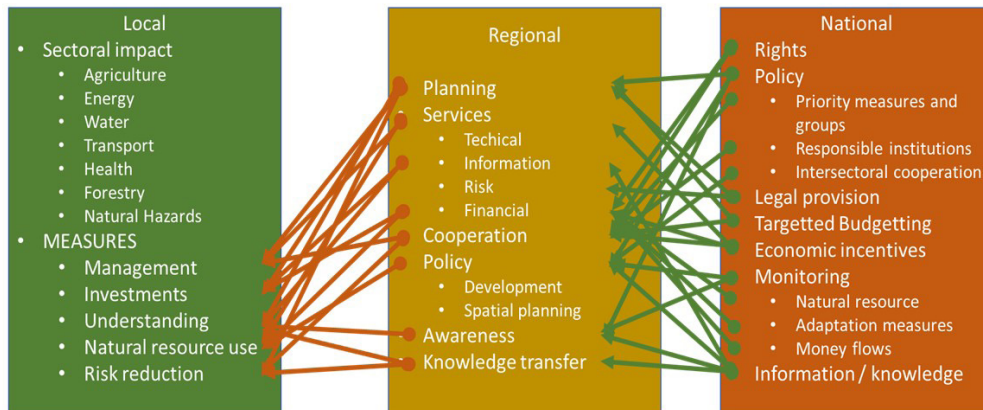 Local
• Sectoral impact
• Agriculture
• Energy
• Water
• Transport
• Health
• Forestry
• Natural Hazards
• MEASURES
• Management
• Investments
• Understanding
• Natural resource use
• Risk reduction
Regional
Planning
Services
• Techical
• Information
• Risk
• Financial
Cooperation
Policy
• Development
• Spatial planning
Awareness
Knowledge transfer
National
Rights
Policy
• Priority measures and
groups
• Responsible institutions
• Intersectoral cooperation
Legal provision
Targetted Budgetting
Economic incentives
Monitoring
• Natural resource
• Adaptation measures
• Money flows
Information / knowledge